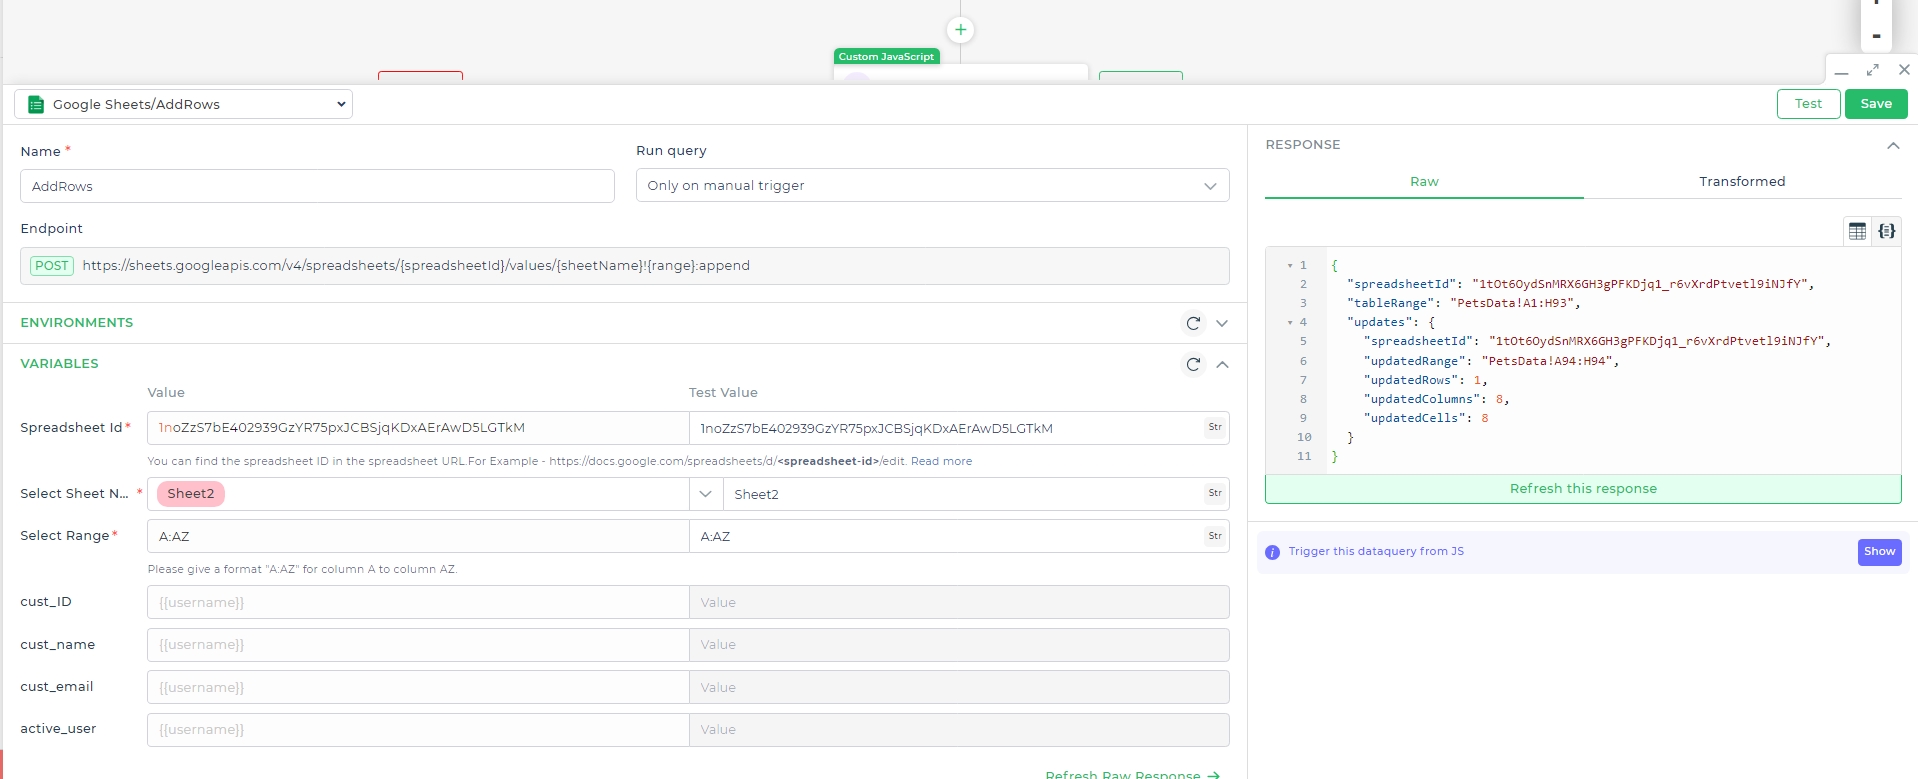 +
-
Custom JavaScript
Google Sheets/AddRows
Test
Save
Name *
Run query
AddRows
Only on manual trigger
Endpoint
POST https://sheets.googleapis.com/v4/spreadsheets/{spreadsheetId}/values/{sheetName}!{range}:append
ENVIRONMENTS
VARIABLES
Value
Test Value
Spreadsheet Id *
1noZzS7bE402939GzYR75pxJCBSjqKDxAErAwD5LGTkM
1noZzS7bE402939GzYR75pxJCBSjqKDxAErAwD5LGTkM
Str
You can find the spreadsheet ID in the spreadsheet URL.For Example - https://docs.google.com/spreadsheets/d/<spreadsheet-id>/edit. Read more
Select Sheet N... *
Sheet2
Sheet2
Str
Select Range *
A:AZ
A:AZ
Str
Please give a format "A:AZ" for column A to column AZ.
cust_ID
{{username}}
Value
cust_name
{{username}}
Value
cust_email
{{username}}
Value
active_user
{{username}}
Value
Refresh Raw Response →
RESPONSE
Raw
Transformed
1 {
2 "spreadsheetId": "1tOt6OydSnMRX6GH3gPFKDjq1_r6vXrdPtvetl9iNJfY",
3 "tableRange": "PetsData!A1:H93",
4 "updates": {
5 "spreadsheetId": "1tOt6OydSnMRX6GH3gPFKDjq1_r6vXrdPtvetl9iNJfY",
6 "updatedRange": "PetsData!A94:H94",
7 "updatedRows": 1,
8 "updatedColumns": 8,
9 "updatedCells": 8
10 }
11 }
Refresh this response
i Trigger this dataquery from JS
Show